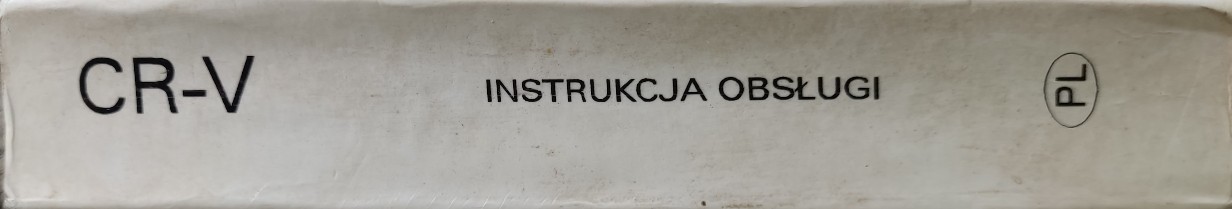 CR-V INSTRUKCJA OBSŁUGI PL